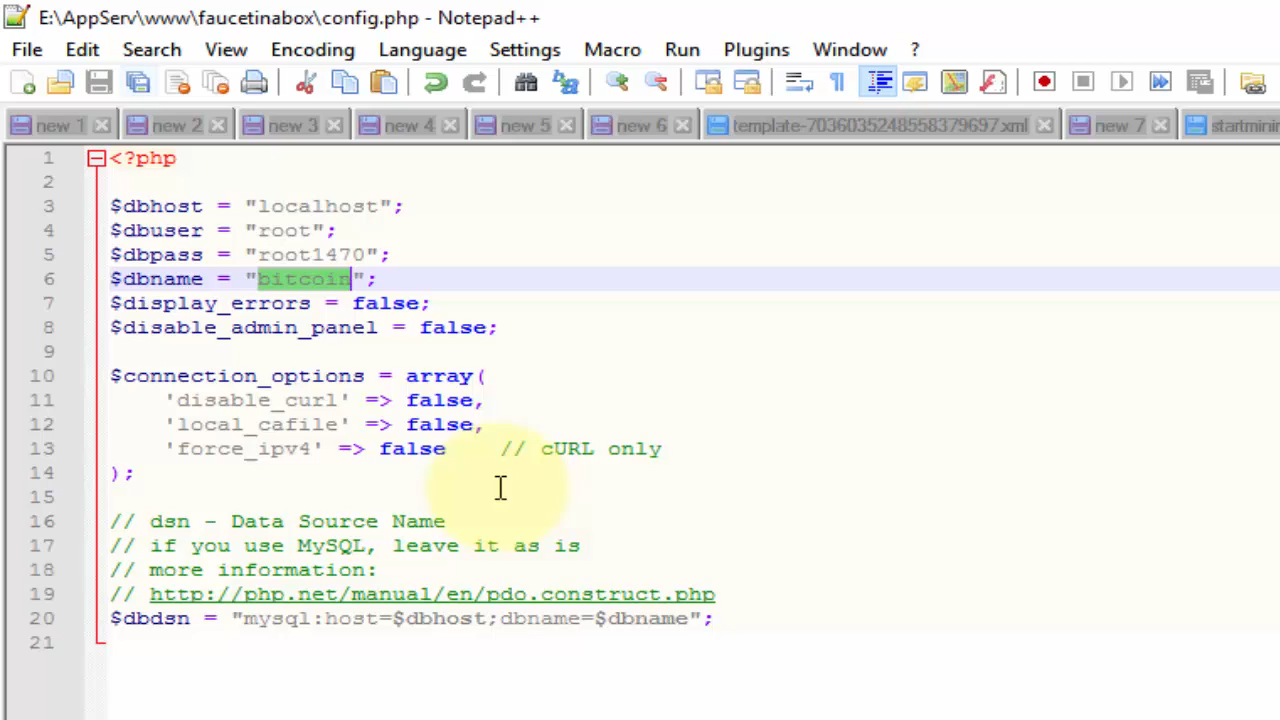 E:\AppServ\www\faucetinabox\config.php - Notepad++
File Edit Search View Encoding Language Settings Macro Run Plugins Window ?
new 1 new 2 new 3 new 4 new 5 new 6 template-7036035248558379697.xml new 7 startmini
1 <?php
2
3 $dbhost = "localhost";
4 $dbuser = "root";
5 $dbpass = "root1470";
6 $dbname = "bitcoin";
7 $display_errors = false;
8 $disable_admin_panel = false;
9
10 $connection_options = array(
11 'disable_curl' => false,
12 'local_cafile' => false,
13 'force_ipv4' => false // cURL only
14 );
15
16 // dsn - Data Source Name
17 // if you use MySQL, leave it as is
18 // more information:
19 // http://php.net/manual/en/pdo.construct.php
20 $dbdsn = "mysql:host=$dbhost;dbname=$dbname";
21